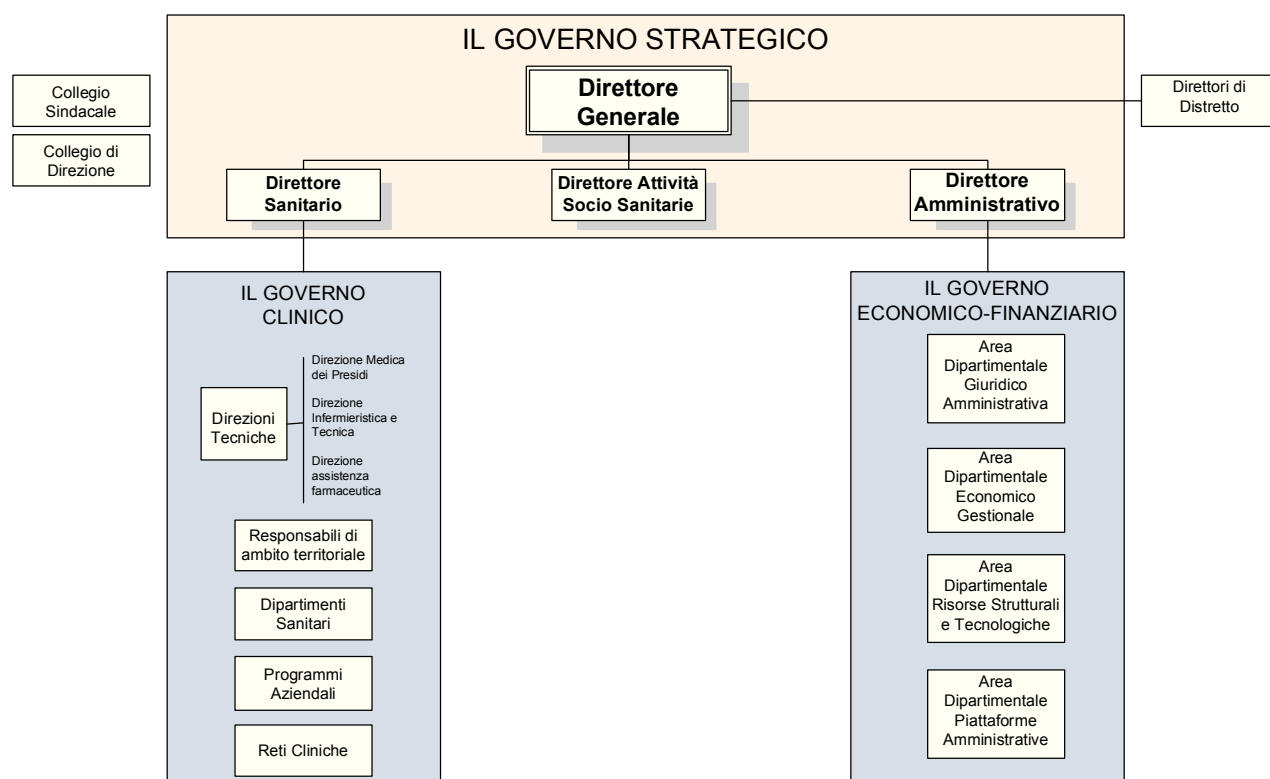 IL GOVERNO STRATEGICO
Direttore
Generale
Collegio
Sindacale
Collegio di
Direzione
Direttori di
Distretto
Direttore
Sanitario
Direttore Attività
Socio Sanitarie
Direttore
Amministrativo
IL GOVERNO
CLINICO
Direzioni
Tecniche
Direzione Medica
dei Presidi
Direzione
Infermieristica e
Tecnica
Direzione
assistenza
farmaceutica
Responsabili di
ambito territoriale
Dipartimenti
Sanitari
Programmi
Aziendali
Reti Cliniche
IL GOVERNO
ECONOMICO-FINANZIARIO
Area
Dipartimentale
Giuridico
Amministrativa
Area
Dipartimentale
Economico
Gestionale
Area
Dipartimentale
Risorse Strutturali
e Tecnologiche
Area
Dipartimentale
Piattaforme
Amministrative